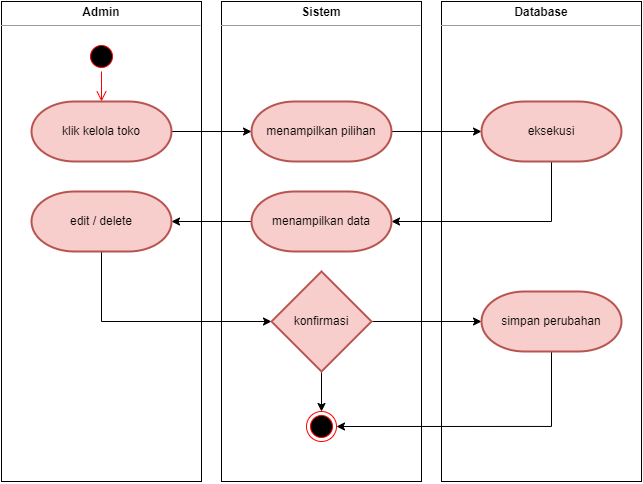 Admin
Sistem
Database
klik kelola toko
menampilkan pilihan
eksekusi
edit / delete
menampilkan data
konfirmasi
simpan perubahan